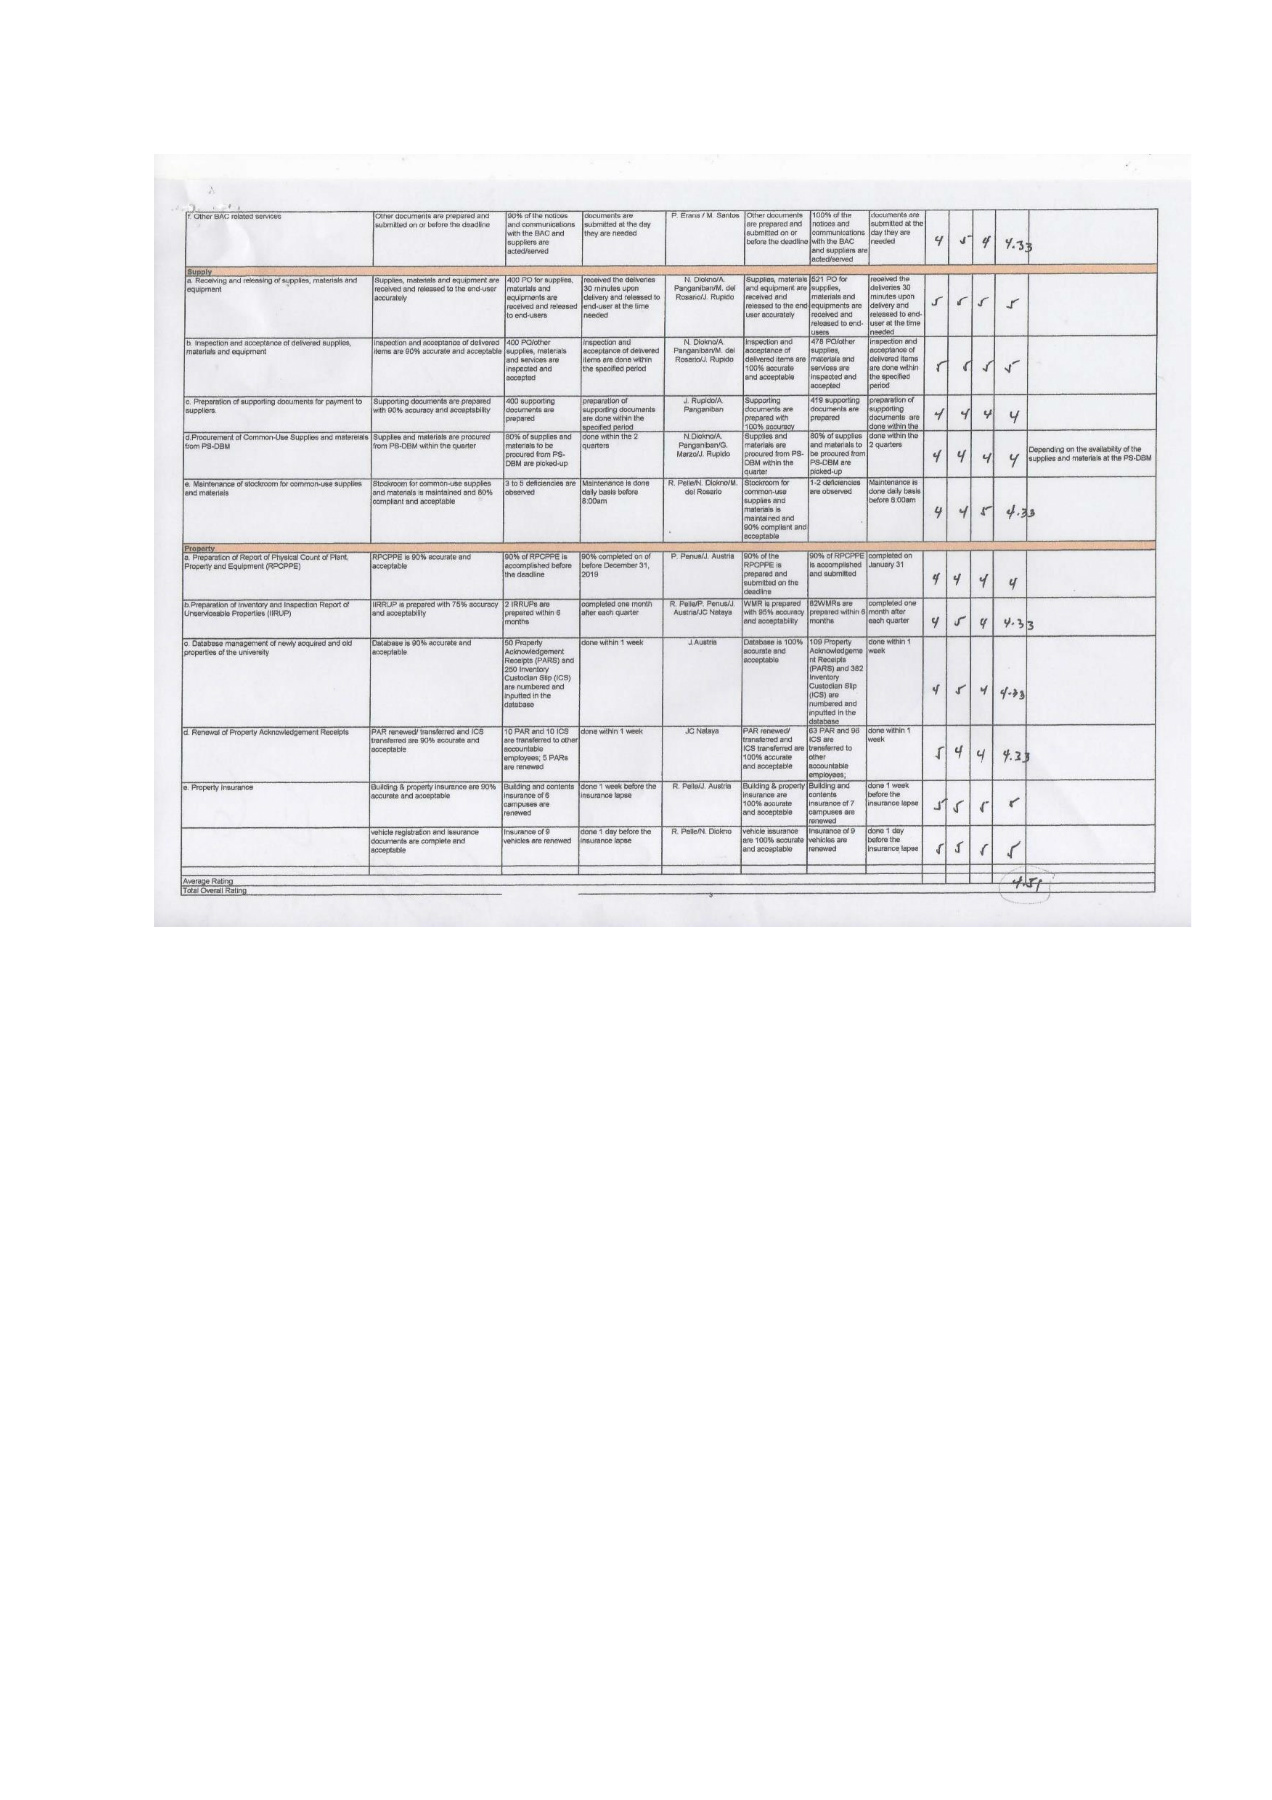 f. Other BAC related services
Other documents are prepared and
submitted on or before the deadline
90% of the notices
and communications
with the BAC and
suppliers are
acted/served
documents are
submitted at the day
they are needed
P. Erans / M. Santos
Other documents
are prepared and
submitted on or
before the deadline
100% of the
notices and
communications
with the BAC
and suppliers are
acted/served
documents are
submitted at the
day they are
needed
4 5 4 4.33
Supply
a. Receiving and releasing of supplies, materials and
equipment
Supplies, materials and equipment are
received and released to the end-user
accurately
400 PO for supplies,
materials and
equipments are
received and released
to end-users
received the deliveries
30 minutes upon
delivery and released to
end-user at the time
needed
N. Diokno/A.
Panganiban/M. del
Rosario/J. Rupido
Supplies, materials
and equipment are
received and
released to the end
user accurately
521 PO for
supplies,
materials and
equipments are
received and
released to end-
users
received the
deliveries 30
minutes upon
delivery and
released to end-
user at the time
needed
5 5 5 5
b. Inspection and acceptance of delivered supplies,
materials and equipment
Inspection and acceptance of delivered
items are 90% accurate and acceptable
400 PO/other
supplies, materials
and services are
inspected and
accepted
inspection and
acceptance of delivered
items are done within
the specified period
N. Diokno/A.
Panganiban/M. del
Rosario/J. Rupido
Inspection and
acceptance of
delivered items are
100% accurate
and acceptable
478 PO/other
supplies,
materials and
services are
inspected and
accepted
inspection and
acceptance of
delivered items
are done within
the specified
period
5 5 5 5
c. Preparation of supporting documents for payment to
suppliers.
Supporting documents are prepared
with 90% accuracy and acceptability
400 supporting
documents are
prepared
preparation of
supporting documents
are done within the
specified period
J. Rupido/A.
Panganiban
Supporting
documents are
prepared with
100% accuracy
419 supporting
documents are
prepared
preparation of
supporting
documents are
done within the
4 4 4 4
d.Procurement of Common-Use Supplies and matereials
from PS-DBM
Supplies and materials are procured
from PS-DBM within the quarter
80% of supplies and
materials to be
procured from PS-
DBM are picked-up
done within the 2
quarters
N.Diokno/A.
Panganiban/G.
Marzo/J. Rupido
Supplies and
materials are
procured from PS-
DBM within the
quarter
80% of supplies
and materials to
be procured from
PS-DBM are
picked-up
done within the
2 quarters
4 4 4 4
Depending on the availability of the
supplies and materials at the PS-DBM
e. Maintenance of stockroom for common-use supplies
and materials
Stockroom for common-use supplies
and materials is maintained and 80%
compliant and acceptable
3 to 5 deficiencies are
observed
Maintenance is done
daily basis before
8:00am
R. Pelle/N. Diokno/M.
del Rosario
Stockroom for
common-use
supplies and
materials is
maintained and
90% compliant and
acceptable
1-2 deficiencies
are observed
Maintenance is
done daily basis
before 8:00am
4 4 5 4.33
Property
a. Preparation of Report of Physical Count of Plant,
Property and Equipment (RPCPPE)
RPCPPE is 90% accurate and
acceptable
90% of RPCPPE is
accomplished before
the deadline
90% completed on of
before December 31,
2019
P. Penus/J. Austria
90% of the
RPCPPE is
prepared and
submitted on the
deadline
90% of RPCPPE
is accomplished
and submitted
completed on
January 31
4 4 4 4
b.Preparation of Inventory and Inspection Report of
Unserviceable Properties (IIRUP)
IIRRUP is prepared with 75% accuracy
and acceptability
2 IRRUPs are
prepared within 6
months
completed one month
after each quarter
R. Pelle/P. Penus/J.
Austria/JC Nataya
WMR is prepared
with 95% accuracy
and acceptability
62WMRs are
prepared within 6
months
completed one
month after
each quarter
4 5 4 4.33
c. Database management of newly acquired and old
properties of the university
Database is 90% accurate and
acceptable
50 Property
Acknowledgement
Receipts (PARS) and
250 Inventory
Custodian Slip (ICS)
are numbered and
inputted in the
database
done within 1 week
J.Austria
Database is 100%
accurate and
acceptable
109 Property
Acknowledgeme
nt Receipts
(PARS) and 382
Inventory
Custodian Slip
(ICS) are
numbered and
inputted in the
database
done within 1
week
4 5 4 4.33
d. Renewal of Property Acknowledgement Receipts
PAR renewed/ transferred and ICS
transferred are 90% accurate and
acceptable
10 PAR and 10 ICS
are transferred to other
accountable
employees; 5 PARs
are renewed
done within 1 week
JC Nataya
PAR renewed/
transferred and
ICS transferred are
100% accurate
and acceptable
63 PAR and 96
ICS are
transferred to
other
accountable
employees;
done within 1
week
5 4 4 4.33
e. Property insurance
Building & property insurance are 90%
accurate and acceptable
Building and contents
insurance of 6
campuses are
renewed
done 1 week before the
insurance lapse
R. Pelle/J. Austria
Building & property
insurance are
100% accurate
and acceptable
Building and
contents
insurance of 7
campuses are
renewed
done 1 week
before the
insurance lapse
5 5 5 5
vehicle registration and issurance
documents are complete and
acceptable
Insurance of 9
vehicles are renewed
done 1 day before the
insurance lapse
R. Pelle/N. Diokno
vehicle issurance
are 100% accurate
and acceptable
Insurance of 9
vehicles are
renewed
done 1 day
before the
insurance lapse
5 5 5 5
Average Rating
4.51
Total Overall Rating